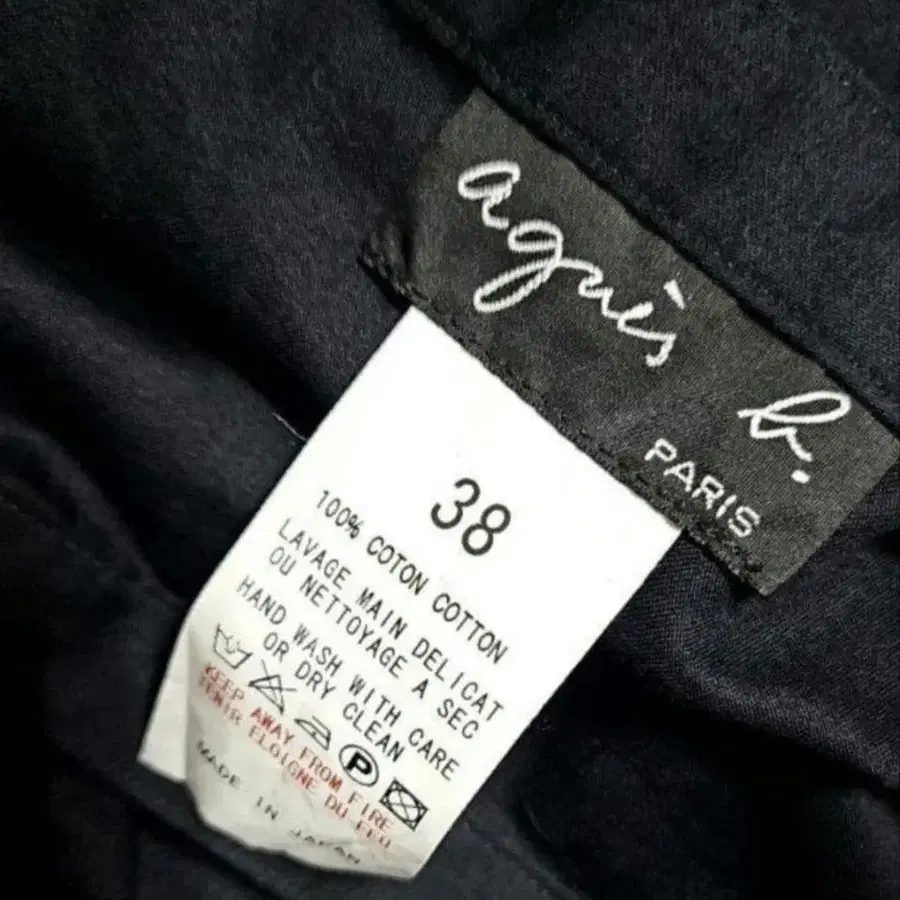 agnès b.
PARIS
38
100% COTON COTTON
LAVAGE MAIN DELICAT
OU NETTOYAGE A SEC
HAND WASH WITH CARE
OR DRY CLEAN
P
KEEP AWAY FROM FIRE
TENIR ELOIGNE DU FEU
MADE IN JAPAN